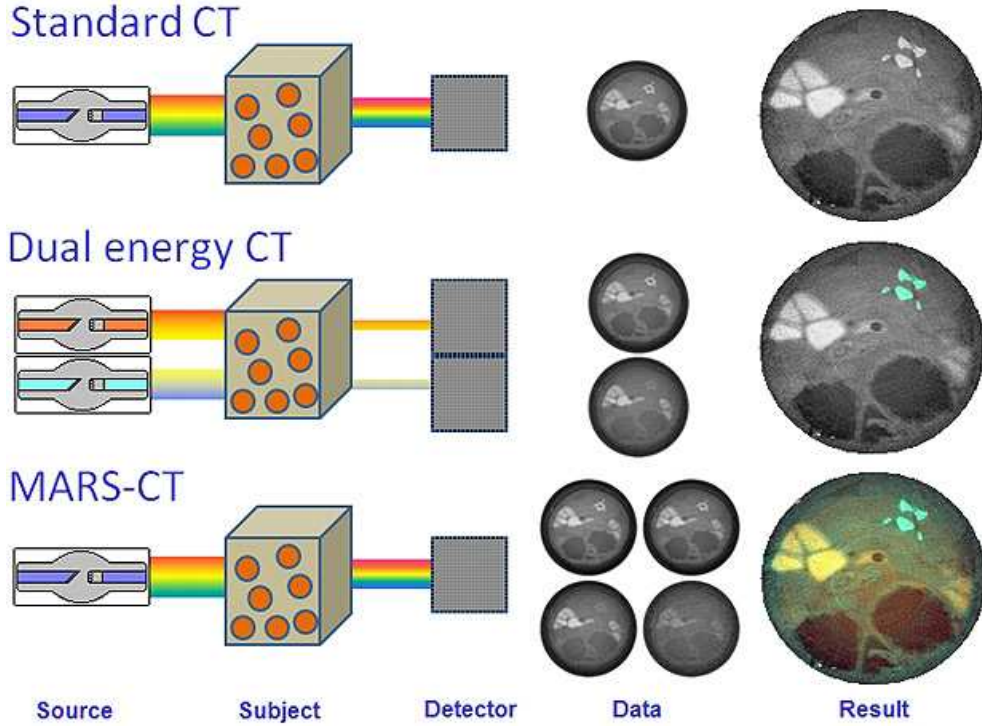 Standard CT
Dual energy CT
MARS-CT
Source Subject Detector Data Result